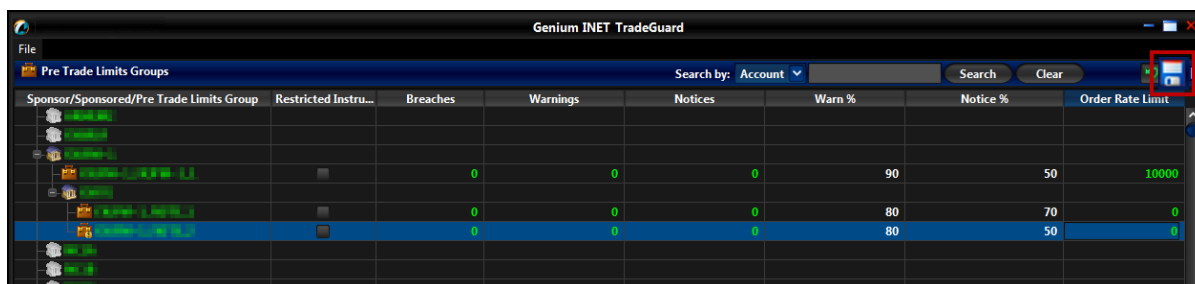 Genium INET TradeGuard
File
Pre Trade Limits Groups Search by: Account Search Clear
Sponsor/Sponsored/Pre Trade Limits Group Restricted Instru... Breaches Warnings Notices Warn % Notice % Order Rate Limit
0 0 0 90 50 10000
0 0 0 80 70 0
0 0 0 80 50 0